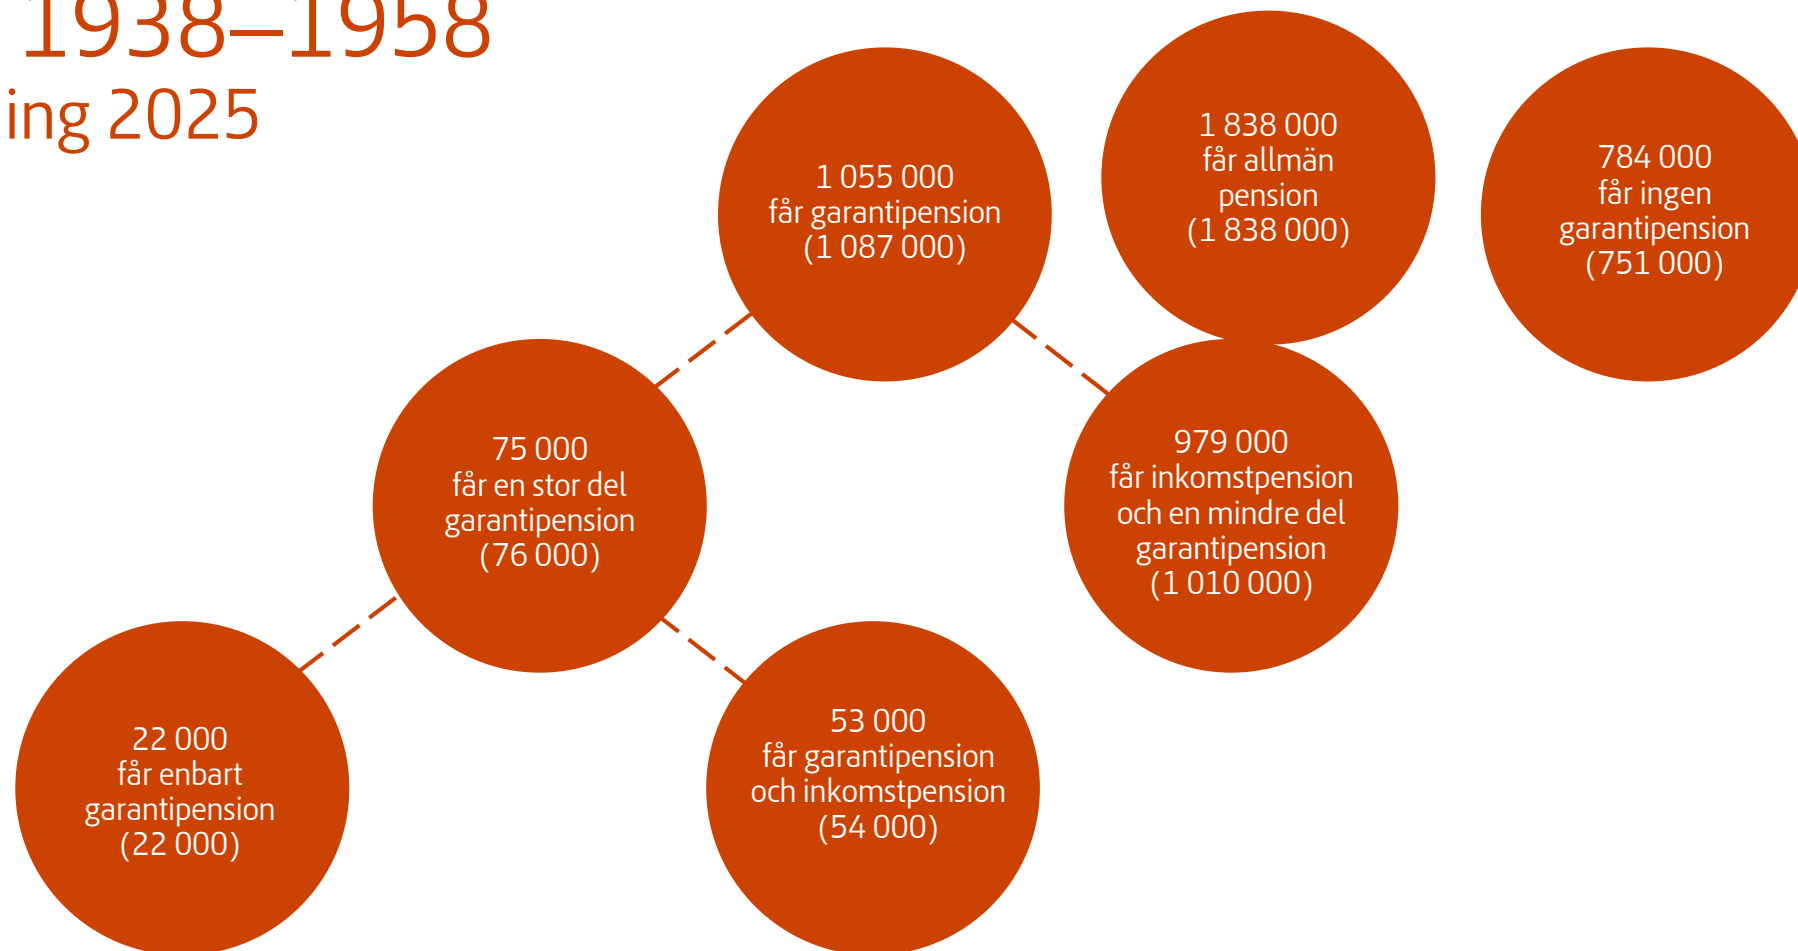 1938–1958
ing 2025
1 838 000
får allmän
pension
(1 838 000)
1 055 000
får garantipension
(1 087 000)
784 000
får ingen
garantipension
(751 000)
75 000
får en stor del
garantipension
(76 000)
979 000
får inkomstpension
och en mindre del
garantipension
(1 010 000)
22 000
får enbart
garantipension
(22 000)
53 000
får garantipension
och inkomstpension
(54 000)